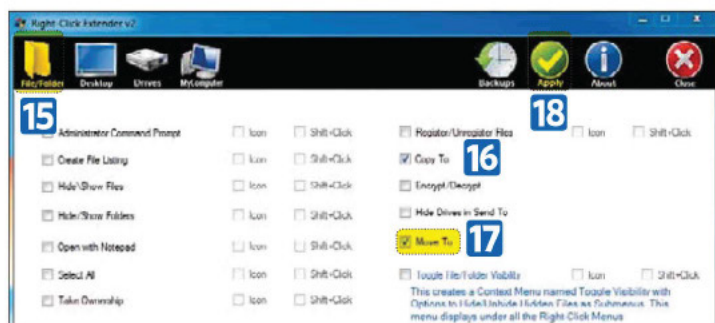 Right-Click Extender v2
File/Folder Desktop Drives MyComputer Backups Apply About Close
15 18
Administrator Command Prompt Icon Shift+Click Register/Unregister Files Icon Shift+Click
Create File Listing Icon Shift+Click Copy To 16
Hide\Show Files Icon Shift+Click Encrypt/Decrypt
Hide/Show Folders Icon Shift+Click Hide Drives in Send To
Open with Notepad Icon Shift+Click Move To 17
Select All Icon Shift+Click Toggle File/Folder Visibility Icon Shift+Click
Take Ownership Icon Shift+Click This creates a Context Menu named Toggle Visibility with
Options to Hide/Unhide Hidden Files as Submenus. This
menu displays under all the Right-Click Menus